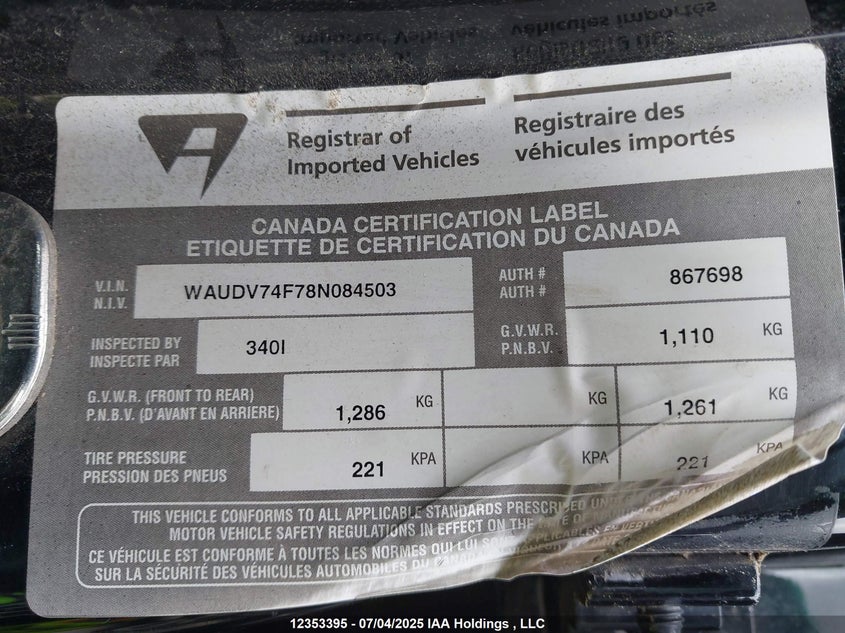 Registrar of
Imported Vehicles
Registraire des
véhicules importés
CANADA CERTIFICATION LABEL
ETIQUETTE DE CERTIFICATION DU CANADA
V.I.N.
N.I.V.
WAUDV74F78N084503
AUTH #
AUTH #
867698
INSPECTED BY
INSPECTE PAR
340I
G.V.W.R.
P.N.B.V.
1,110 KG
G.V.W.R. (FRONT TO REAR)
P.N.B.V. (D'AVANT EN ARRIERE)
1,286 KG
KG
1,261 KG
TIRE PRESSURE
PRESSION DES PNEUS
221 KPA
KPA
221 KPA
THIS VEHICLE CONFORMS TO ALL APPLICABLE STANDARDS PRESCRIBED
MOTOR VEHICLE SAFETY REGULATIONS IN EFFECT ON THE
CE VÉHICULE EST CONFORME À TOUTES LES NORMES QUI LUI APPLICABLES EN
SUR LA SÉCURITÉ DES VÉHICULES AUTOMOBILES DU CANADA
12353395 - 07/04/2025 IAA Holdings , LLC